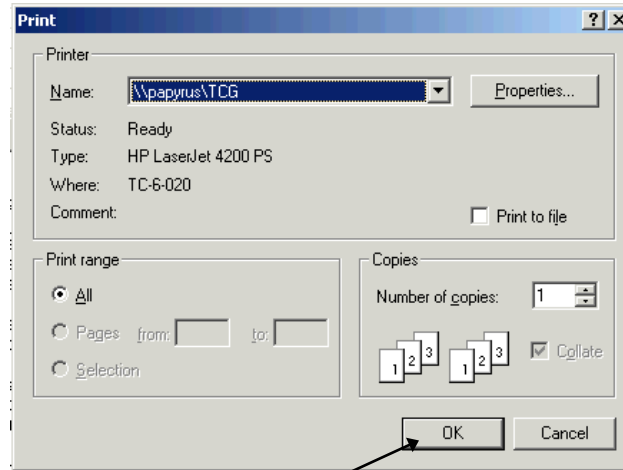 Print
Printer
Name: \\papyrus\TCG Properties...
Status: Ready
Type: HP LaserJet 4200 PS
Where: TC-6-020
Comment: Print to file
Print range
All
Pages from: to:
Selection
Copies
Number of copies: 1
1 2 3 1 2 3
Collate
OK Cancel